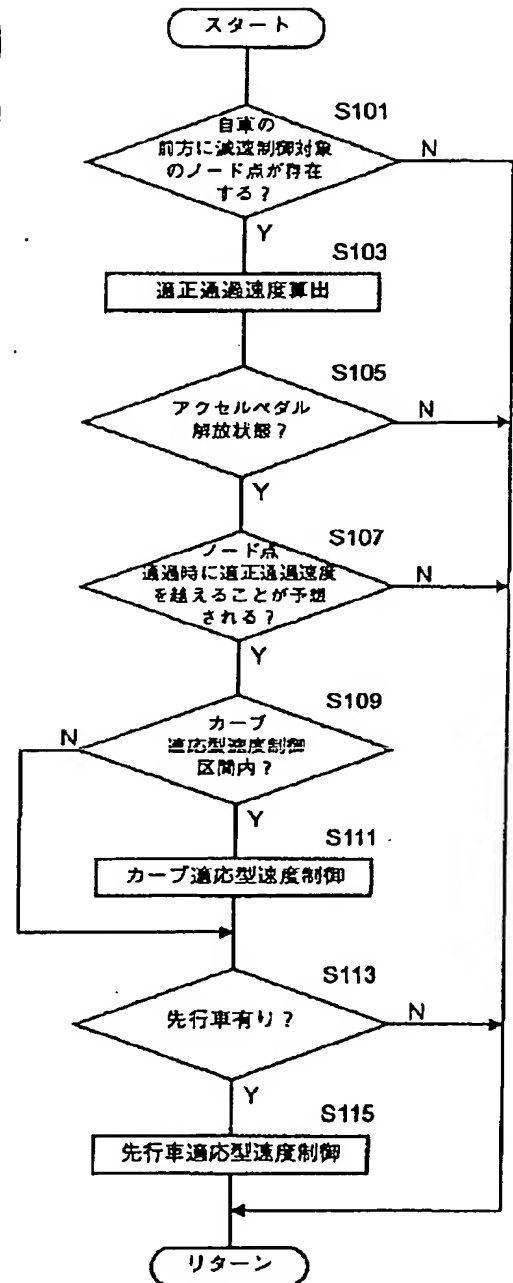 スタート
S101
自車の
前方に減速制御対象
のノード点が存在
する？
N
Y
S103
適正通過速度算出
S105
アクセルペダル
解放状態？
N
Y
S107
ノード点
通過時に適正通過速度
を越えることが予想
される？
N
Y
S109
カーブ
適応型速度制御
区間内？
N
Y
S111
カーブ適応型速度制御
S113
先行車有り？
N
Y
S115
先行車適応型速度制御
リターン